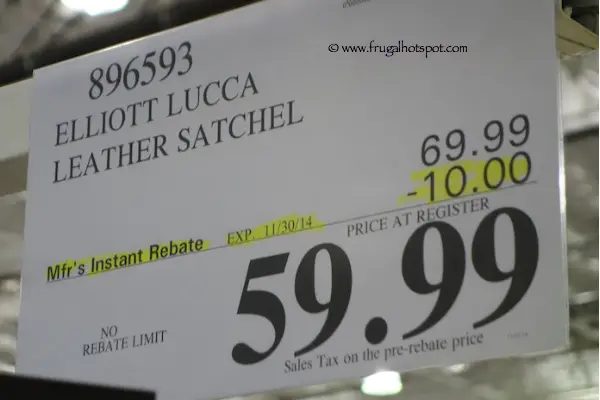 © www.frugalhotspot.com
896593
ELLIOTT LUCCA
LEATHER SATCHEL
69.99
-10.00
Mfr's Instant Rebate EXP. 11/30/14 PRICE AT REGISTER
59.99
NO
REBATE LIMIT
Sales Tax on the pre-rebate price